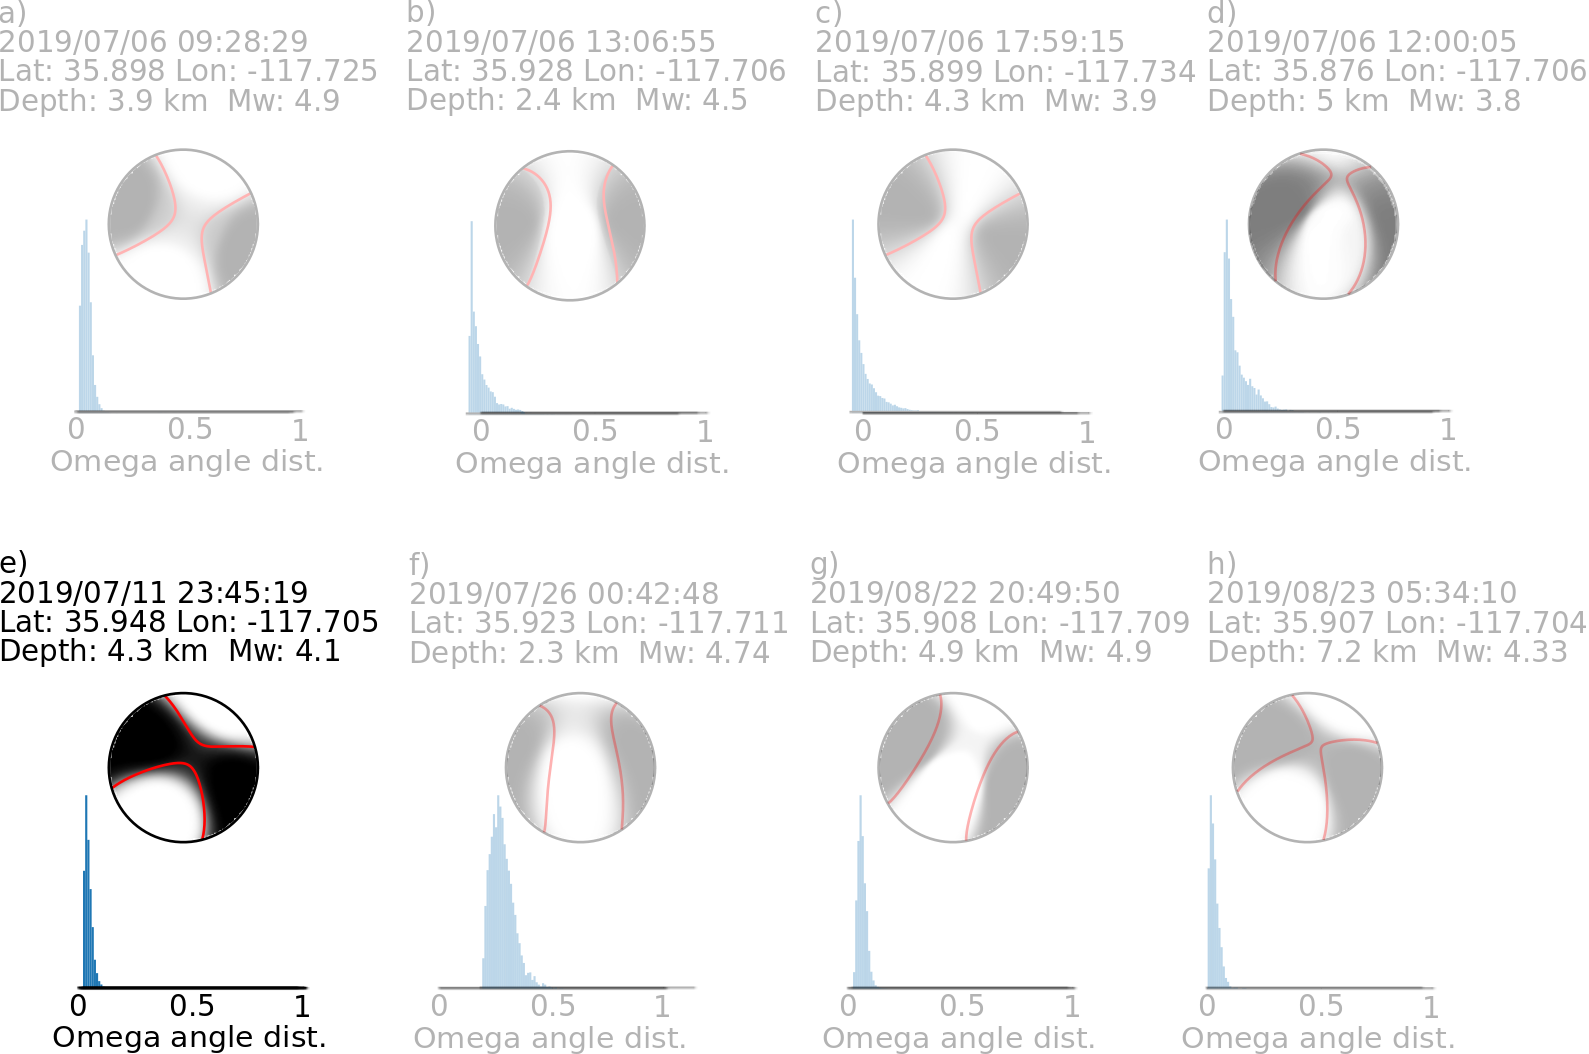 a)
2019/07/06 09:28:29
Lat: 35.898 Lon: -117.725
Depth: 3.9 km  Mw: 4.9
0 0.5 1
Omega angle dist.
b)
2019/07/06 13:06:55
Lat: 35.928 Lon: -117.706
Depth: 2.4 km  Mw: 4.5
0 0.5 1
Omega angle dist.
c)
2019/07/06 17:59:15
Lat: 35.899 Lon: -117.734
Depth: 4.3 km  Mw: 3.9
0 0.5 1
Omega angle dist.
d)
2019/07/06 12:00:05
Lat: 35.876 Lon: -117.706
Depth: 5 km  Mw: 3.8
0 0.5 1
Omega angle dist.
e)
2019/07/11 23:45:19
Lat: 35.948 Lon: -117.705
Depth: 4.3 km  Mw: 4.1
0 0.5 1
Omega angle dist.
f)
2019/07/26 00:42:48
Lat: 35.923 Lon: -117.711
Depth: 2.3 km  Mw: 4.74
0 0.5 1
Omega angle dist.
g)
2019/08/22 20:49:50
Lat: 35.908 Lon: -117.709
Depth: 4.9 km  Mw: 4.9
0 0.5 1
Omega angle dist.
h)
2019/08/23 05:34:10
Lat: 35.907 Lon: -117.704
Depth: 7.2 km  Mw: 4.33
0 0.5 1
Omega angle dist.